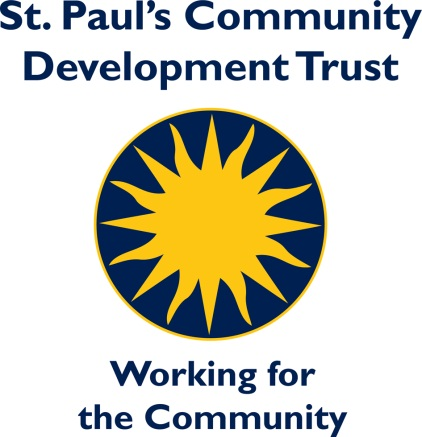 St. Paul's Community
Development Trust
Working for
the Community